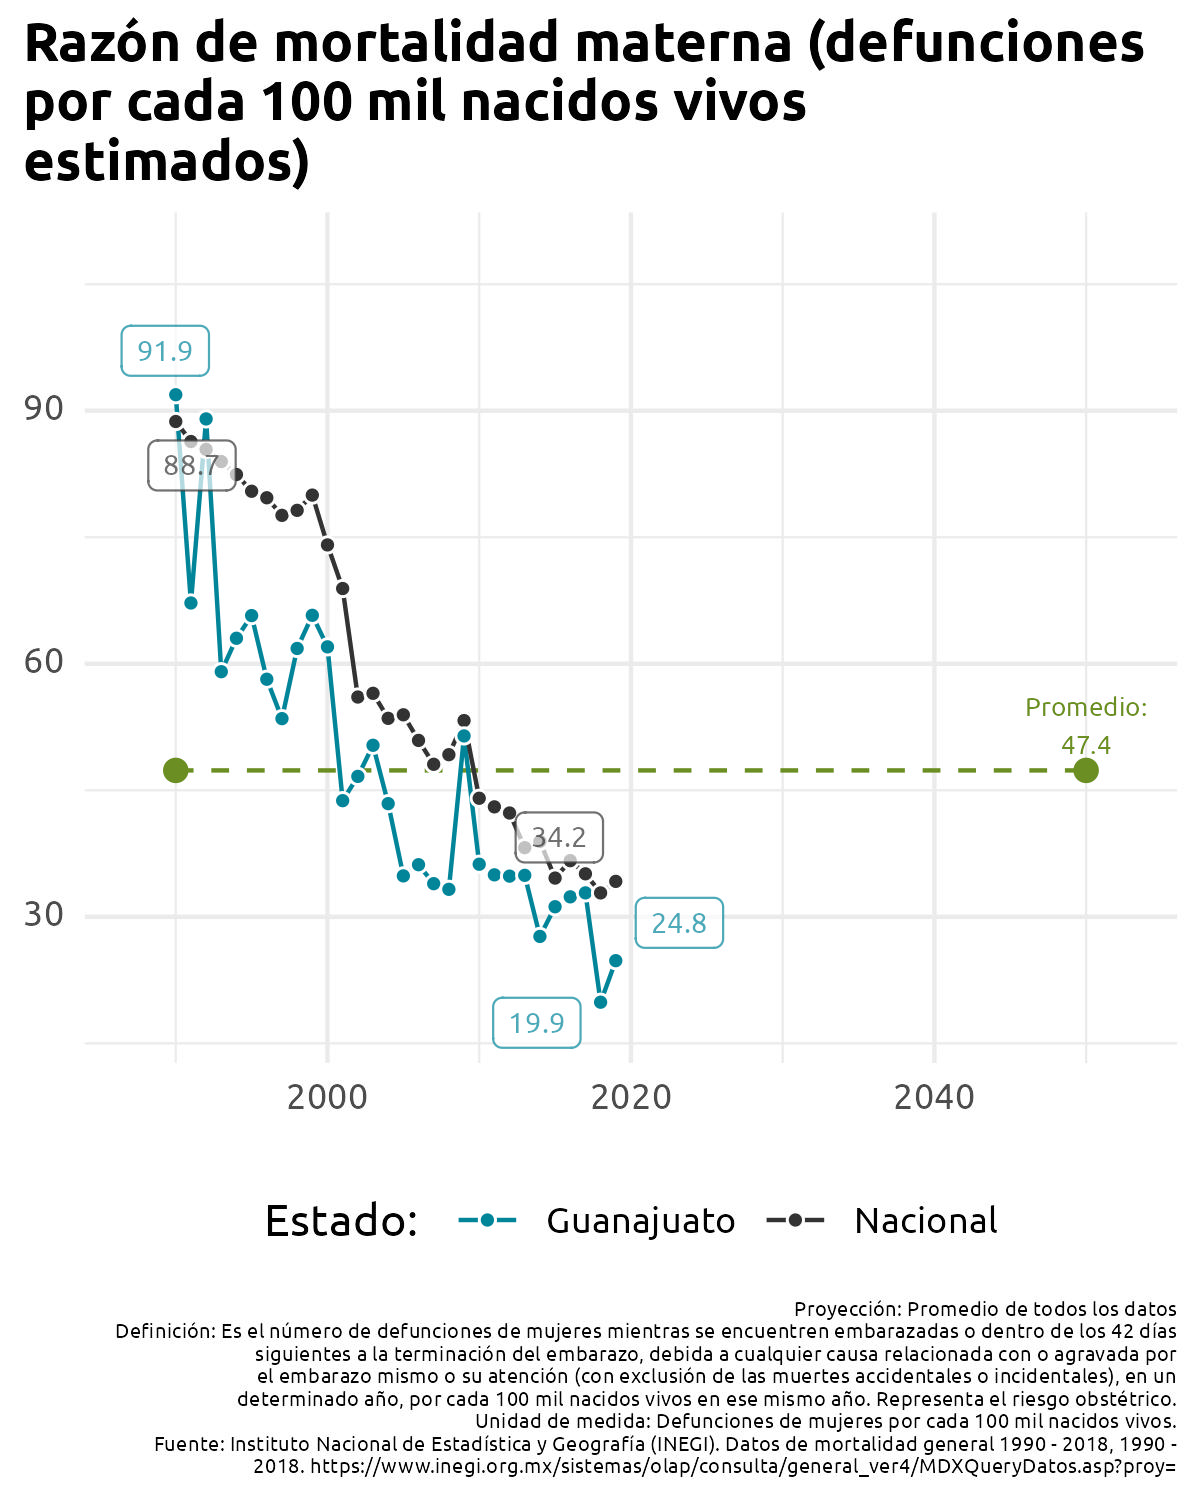 Razón de mortalidad materna (defunciones
por cada 100 mil nacidos vivos
estimados)
91.9
90
88.7
60
Promedio:
47.4
34.2
30
24.8
19.9
2000
2020
2040
Estado:
Guanajuato
Nacional
Proyección: Promedio de todos los datos
Definición: Es el número de defunciones de mujeres mientras se encuentren embarazadas o dentro de los 42 días
siguientes a la terminación del embarazo, debida a cualquier causa relacionada con o agravada por
el embarazo mismo o su atención (con exclusión de las muertes accidentales o incidentales), en un
determinado año, por cada 100 mil nacidos vivos en ese mismo año. Representa el riesgo obstétrico.
Unidad de medida: Defunciones de mujeres por cada 100 mil nacidos vivos.
Fuente: Instituto Nacional de Estadística y Geografía (INEGI). Datos de mortalidad general 1990 - 2018, 1990 -
2018. https://www.inegi.org.mx/sistemas/olap/consulta/general_ver4/MDXQueryDatos.asp?proy=